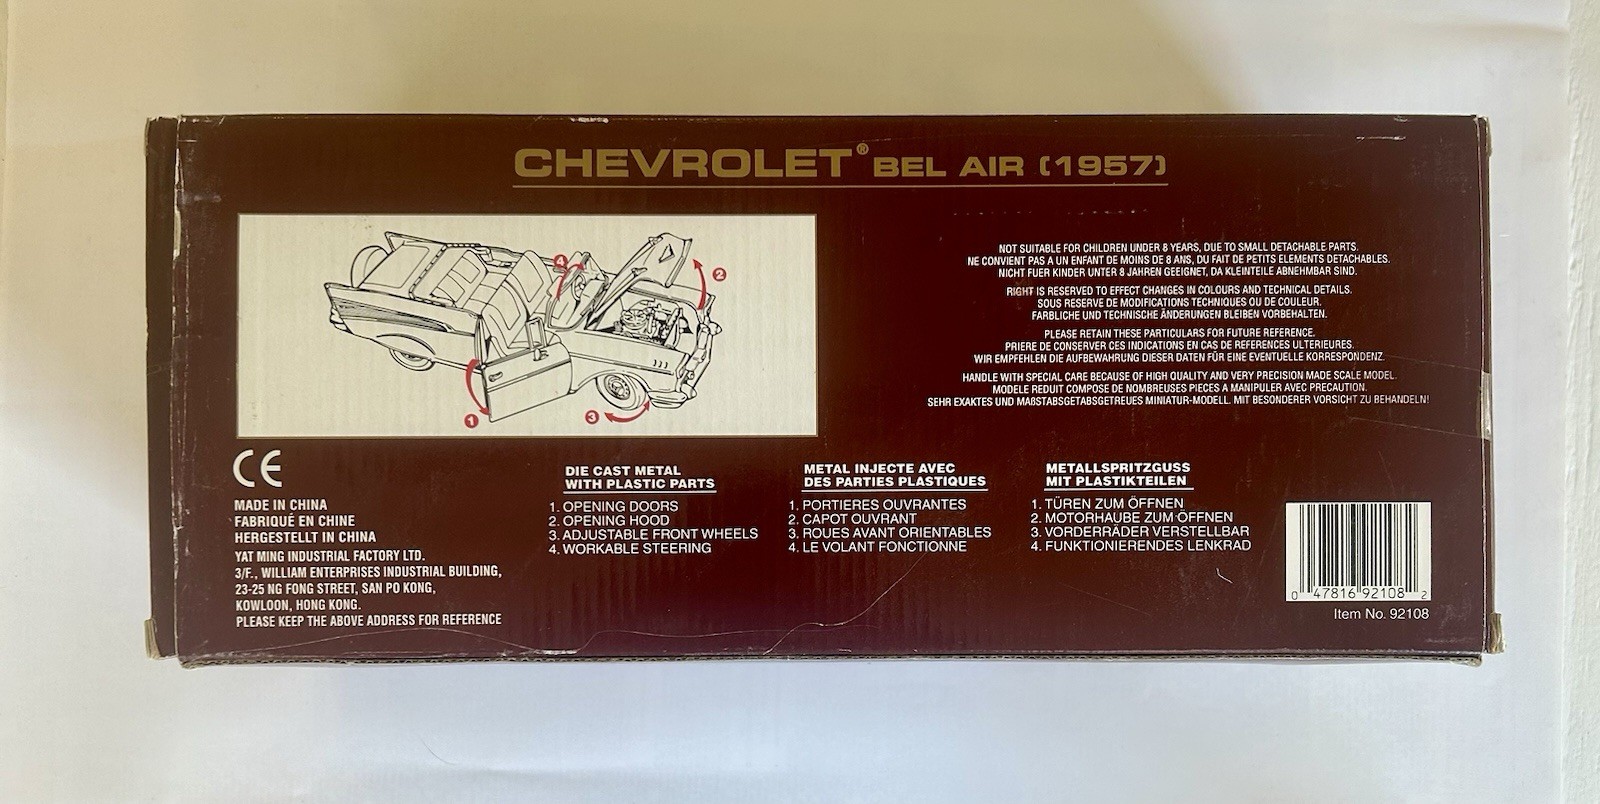 CHEVROLET® BEL AIR (1957)
4
2
1
3
NOT SUITABLE FOR CHILDREN UNDER 8 YEARS, DUE TO SMALL DETACHABLE PARTS.
NE CONVIENT PAS A UN ENFANT DE MOINS DE 8 ANS, DU FAIT DE PETITS ELEMENTS DETACHABLES.
NICHT FUER KINDER UNTER 8 JAHREN GEEIGNET, DA KLEINTEILE ABNEHMBAR SIND.
RIGHT IS RESERVED TO EFFECT CHANGES IN COLOURS AND TECHNICAL DETAILS.
SOUS RESERVE DE MODIFICATIONS TECHNIQUES OU DE COULEUR.
FARBLICHE UND TECHNISCHE ÄNDERUNGEN BLEIBEN VORBEHALTEN.
PLEASE RETAIN THESE PARTICULARS FOR FUTURE REFERENCE.
PRIERE DE CONSERVER CES INDICATIONS EN CAS DE REFERENCES ULTERIEURES.
WIR EMPFEHLEN DIE AUFBEWAHRUNG DIESER DATEN FÜR EINE EVENTUELLE KORRESPONDENZ.
HANDLE WITH SPECIAL CARE BECAUSE OF HIGH QUALITY AND VERY PRECISION MADE SCALE MODEL.
MODELE REDUIT COMPOSE DE NOMBREUSES PIECES A MANIPULER AVEC PRECAUTION.
SEHR EXAKTES UND MAßSTABSGETABSGETREUES MINIATUR-MODELL. MIT BESONDERER VORSICHT ZU BEHANDELN!
CE
MADE IN CHINA
FABRIQUÉ EN CHINE
HERGESTELLT IN CHINA
YAT MING INDUSTRIAL FACTORY LTD.
3/F., WILLIAM ENTERPRISES INDUSTRIAL BUILDING,
23-25 NG FONG STREET, SAN PO KONG,
KOWLOON, HONG KONG.
PLEASE KEEP THE ABOVE ADDRESS FOR REFERENCE
DIE CAST METAL
WITH PLASTIC PARTS
1. OPENING DOORS
2. OPENING HOOD
3. ADJUSTABLE FRONT WHEELS
4. WORKABLE STEERING
METAL INJECTE AVEC
DES PARTIES PLASTIQUES
1. PORTIERES OUVRANTES
2. CAPOT OUVRANT
3. ROUES AVANT ORIENTABLES
4. LE VOLANT FONCTIONNE
METALLSPRITZGUSS
MIT PLASTIKTEILEN
1. TÜREN ZUM ÖFFNEN
2. MOTORHAUBE ZUM ÖFFNEN
3. VORDERRÄDER VERSTELLBAR
4. FUNKTIONIERENDES LENKRAD
0 47816 92108 2
Item No. 92108